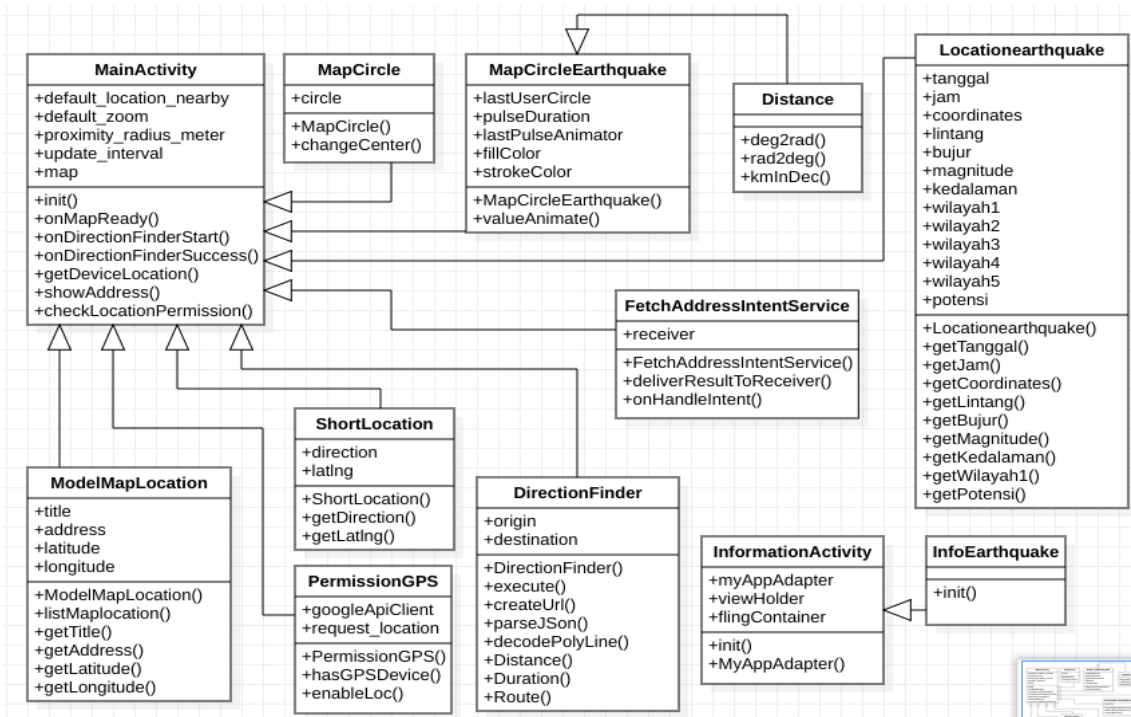 MainActivity
+default_location_nearby
+default_zoom
+proximity_radius_meter
+update_interval
+map
+init()
+onMapReady()
+onDirectionFinderStart()
+onDirectionFinderSuccess()
+getDeviceLocation()
+showAddress()
+checkLocationPermission()
MapCircle
+circle
+MapCircle()
+changeCenter()
MapCircleEarthquake
+lastUserCircle
+pulseDuration
+lastPulseAnimator
+fillColor
+strokeColor
+MapCircleEarthquake()
+valueAnimate()
Distance
+deg2rad()
+rad2deg()
+kmInDec()
Locationearthquake
+tanggal
+jam
+coordinates
+lintang
+bujur
+magnitude
+kedalaman
+wilayah1
+wilayah2
+wilayah3
+wilayah4
+wilayah5
+potensi
+Locationearthquake()
+getTanggal()
+getJam()
+getCoordinates()
+getLintang()
+getBujur()
+getMagnitude()
+getKedalaman()
+getWilayah1()
+getPotensi()
FetchAddressIntentService
+receiver
+FetchAddressIntentService()
+deliverResultToReceiver()
+onHandleIntent()
ShortLocation
+direction
+latlng
+ShortLocation()
+getDirection()
+getLatlng()
ModelMapLocation
+title
+address
+latitude
+longitude
+ModelMapLocation()
+listMaplocation()
+getTitle()
+getAddress()
+getLatitude()
+getLongitude()
PermissionGPS
+googleApiClient
+request_location
+PermissionGPS()
+hasGPSDevice()
+enableLoc()
DirectionFinder
+origin
+destination
+DirectionFinder()
+execute()
+createUrl()
+parseJSon()
+decodePolyLine()
+Distance()
+Duration()
+Route()
InformationActivity
+myAppAdapter
+viewHolder
+flingContainer
+init()
+MyAppAdapter()
InfoEarthquake
+init()